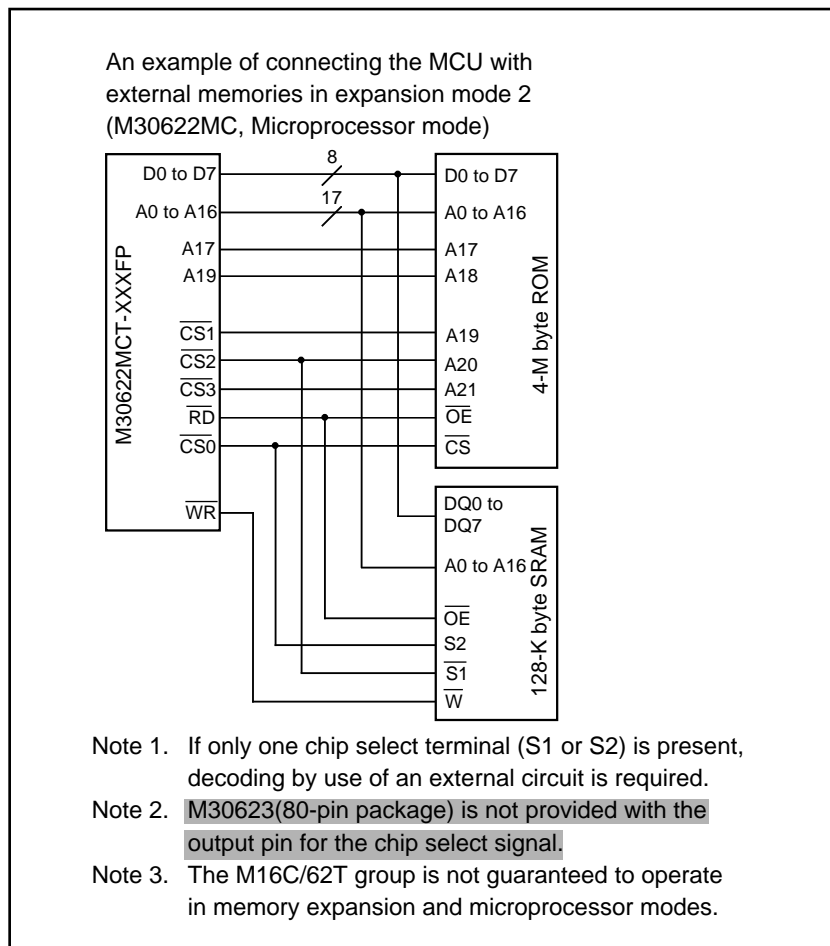 An example of connecting the MCU with
external memories in expansion mode 2
(M30622MC, Microprocessor mode)
M30622MCT-XXXFP
D0 to D7
A0 to A16
A17
A19
CS1
CS2
CS3
RD
CS0
WR
8
17
D0 to D7
A0 to A16
A17
A18
A19
A20
A21
OE
CS
4-M byte ROM
DQ0 to
DQ7
A0 to A16
OE
S2
S1
W
128-K byte SRAM
Note 1. If only one chip select terminal (S1 or S2) is present,
decoding by use of an external circuit is required.
Note 2. M30623(80-pin package) is not provided with the
output pin for the chip select signal.
Note 3. The M16C/62T group is not guaranteed to operate
in memory expansion and microprocessor modes.